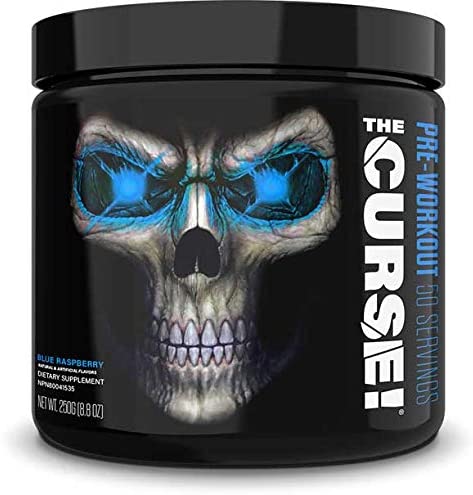 THE
CURSE!®
PRE-WORKOUT 50 SERVINGS
BLUE RASPBERRY
NATURAL & ARTIFICIAL FLAVORS
DIETARY SUPPLEMENT
NPN80041535
NET WT. 250G (8.8 OZ)